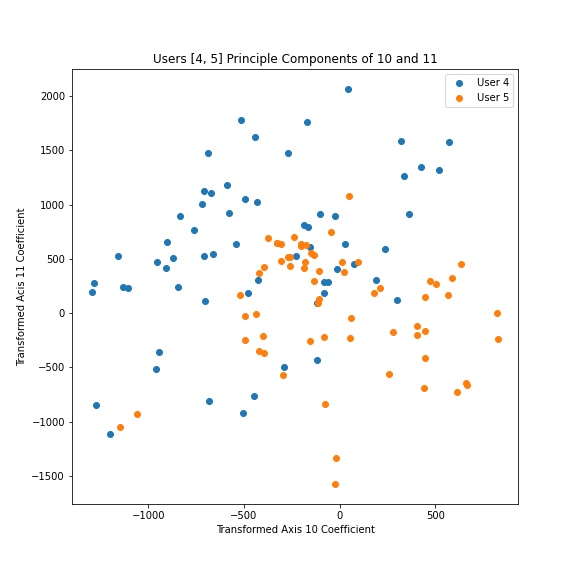 Users [4, 5] Principle Components of 10 and 11
User 4
User 5
2000
1500
1000
500
0
−500
−1000
−1500
Transformed Acis 11 Coefficient
−1000
−500
0
500
Transformed Axis 10 Coefficient